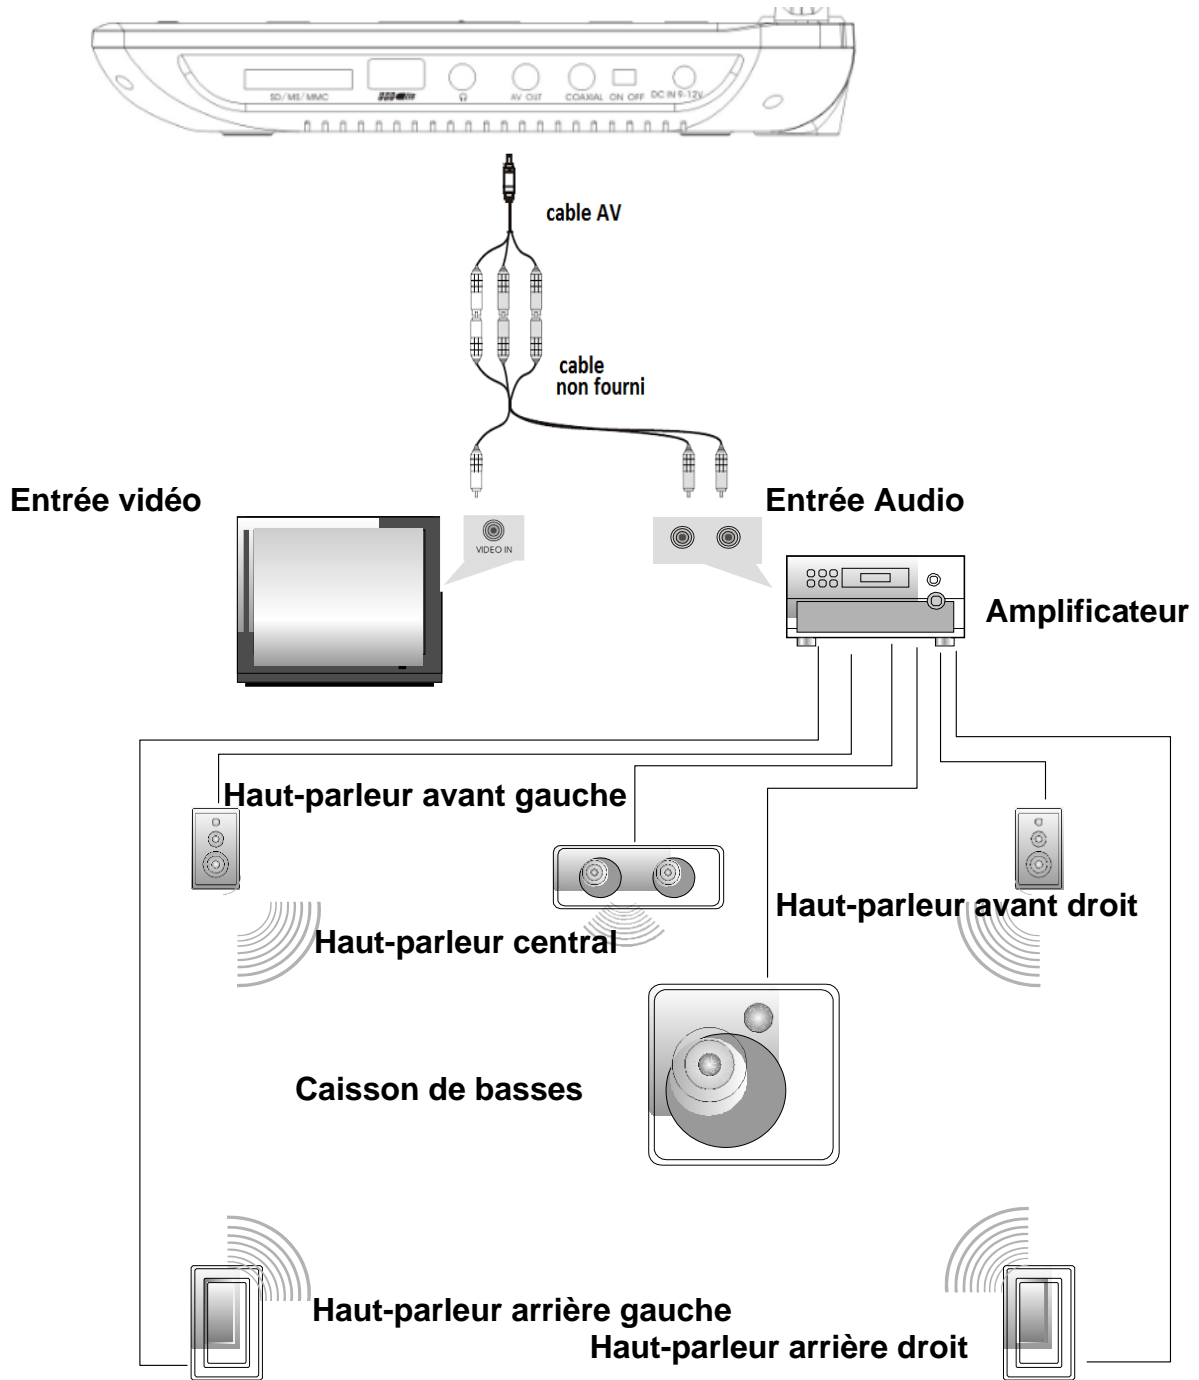 SD/MS/MMC
AV OUT
COAXIAL
ON OFF
DC IN 9-12V
cable AV
cable
non fourni
Entrée vidéo
Entrée Audio
VIDEO IN
Amplificateur
Haut-parleur avant gauche
Haut-parleur avant droit
Haut-parleur central
Caisson de basses
Haut-parleur arrière gauche
Haut-parleur arrière droit